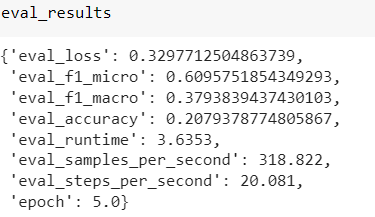 eval_results
{'eval_loss': 0.3297712504863739,
'eval_f1_micro': 0.6095751854349293,
'eval_f1_macro': 0.3793839437430103,
'eval_accuracy': 0.2079378774805867,
'eval_runtime': 3.6353,
'eval_samples_per_second': 318.822,
'eval_steps_per_second': 20.081,
'epoch': 5.0}